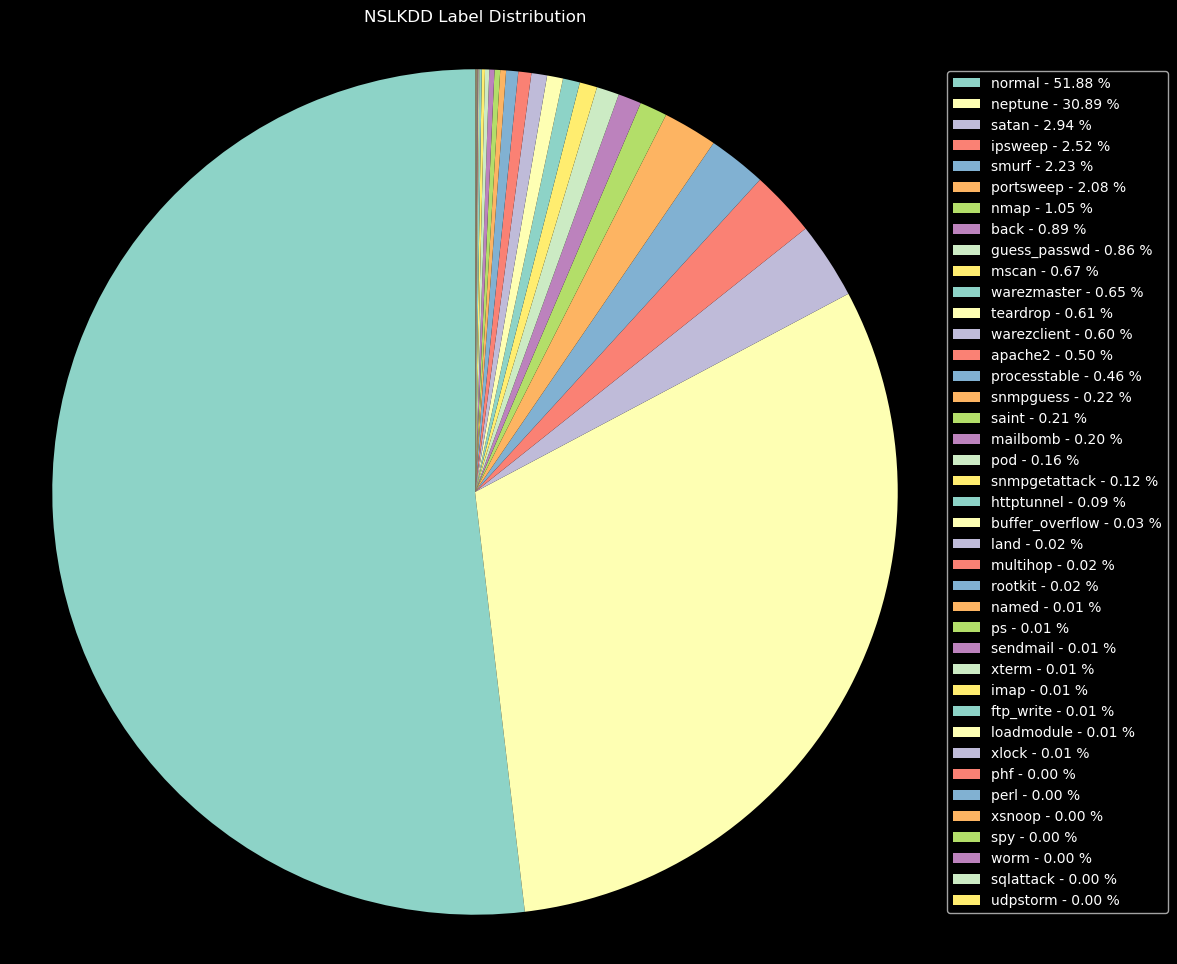 NSLKDD Label Distribution
normal - 51.88 %
neptune - 30.89 %
satan - 2.94 %
ipsweep - 2.52 %
smurf - 2.23 %
portsweep - 2.08 %
nmap - 1.05 %
back - 0.89 %
guess_passwd - 0.86 %
mscan - 0.67 %
warezmaster - 0.65 %
teardrop - 0.61 %
warezclient - 0.60 %
apache2 - 0.50 %
processtable - 0.46 %
snmpguess - 0.22 %
saint - 0.21 %
mailbomb - 0.20 %
pod - 0.16 %
snmpgetattack - 0.12 %
httptunnel - 0.09 %
buffer_overflow - 0.03 %
land - 0.02 %
multihop - 0.02 %
rootkit - 0.02 %
named - 0.01 %
ps - 0.01 %
sendmail - 0.01 %
xterm - 0.01 %
imap - 0.01 %
ftp_write - 0.01 %
loadmodule - 0.01 %
xlock - 0.01 %
phf - 0.00 %
perl - 0.00 %
xsnoop - 0.00 %
spy - 0.00 %
worm - 0.00 %
sqlattack - 0.00 %
udpstorm - 0.00 %